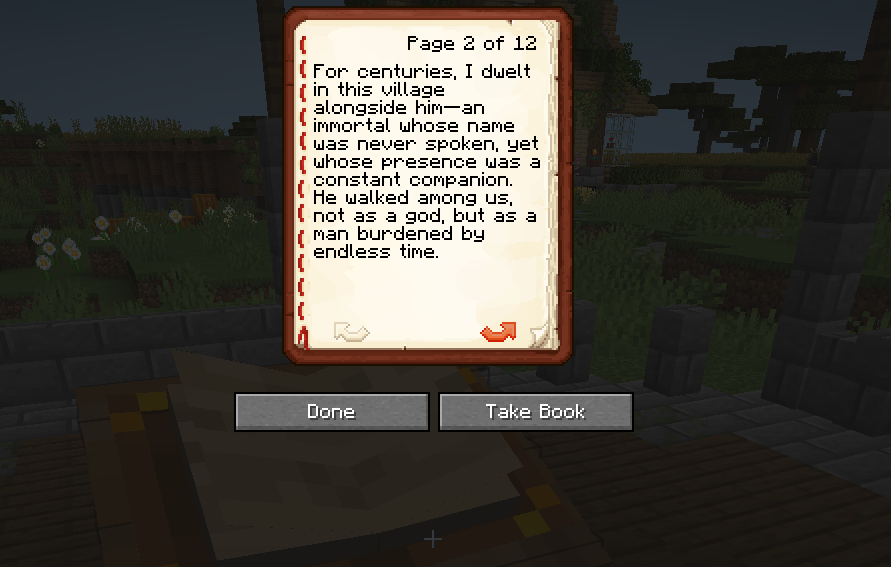 Page 2 of 12
For centuries, I dwelt
in this village
alongside him—an
immortal whose name
was never spoken, yet
whose presence was a
constant companion.
He walked among us,
not as a god, but as a
man burdened by
endless time.
Done
Take Book